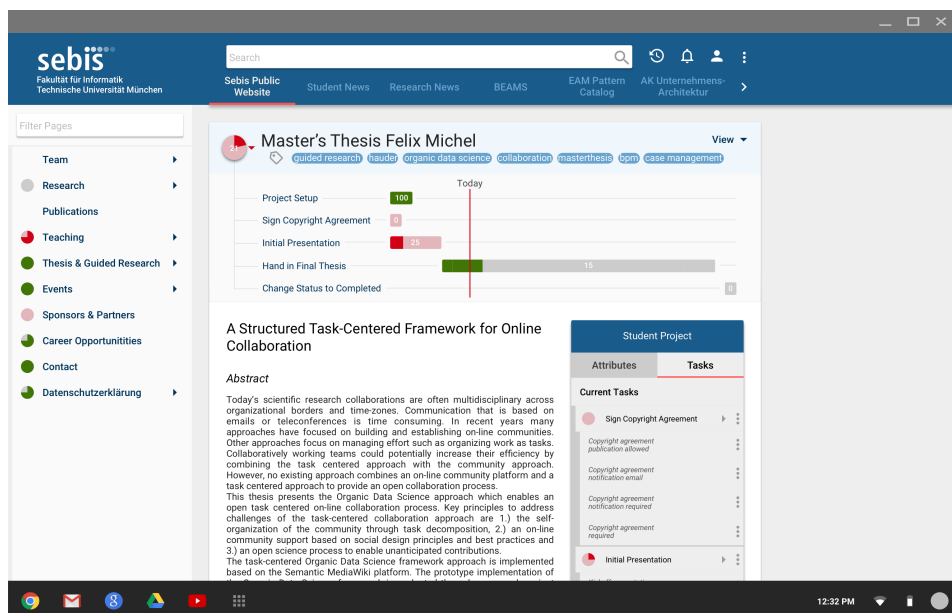 sebis
Fakultät für Informatik
Technische Universität München
Search
Sebis Public
Website
Student News
Research News
BEAMS
EAM Pattern
Catalog
AK Unternehmens-
Architektur
Filter Pages
Team
Research
Publications
Teaching
Thesis & Guided Research
Events
Sponsors & Partners
Career Opportunitities
Contact
Datenschutzerklärung
21
Master's Thesis Felix Michel
View
guided research
hauder
organic data science
collaboration
masterthesis
bpm
case management
Today
Project Setup
100
Sign Copyright Agreement
0
Initial Presentation
25
Hand in Final Thesis
15
Change Status to Completed
0
A Structured Task-Centered Framework for Online
Collaboration
Abstract
Today's scientific research collaborations are often multidisciplinary across
organizational borders and time-zones. Communication that is based on
emails or teleconferences is time consuming. In recent years many
approaches have focused on building and establishing on-line communities.
Other approaches focus on managing effort such as organizing work as tasks.
Collaboratively working teams could potentially increase their efficiency by
combining the task centered approach with the community approach.
However, no existing approach combines an on-line community platform and a
task centered approach to provide an open collaboration process.
This thesis presents the Organic Data Science approach which enables an
open task centered on-line collaboration process. Key principles to address
challenges of the task-centered collaboration approach are 1.) the self-
organization of the community through task decomposition, 2.) an on-line
community support based on social design principles and best practices and
3.) an open science process to enable unanticipated contributions.
The task-centered Organic Data Science framework approach is implemented
based on the Semantic MediaWiki platform. The prototype implementation of
Student Project
Attributes
Tasks
Current Tasks
Sign Copyright Agreement
Copyright agreement
publication allowed
Copyright agreement
notification email
Copyright agreement
notification required
Copyright agreement
required
Initial Presentation
12:32 PM